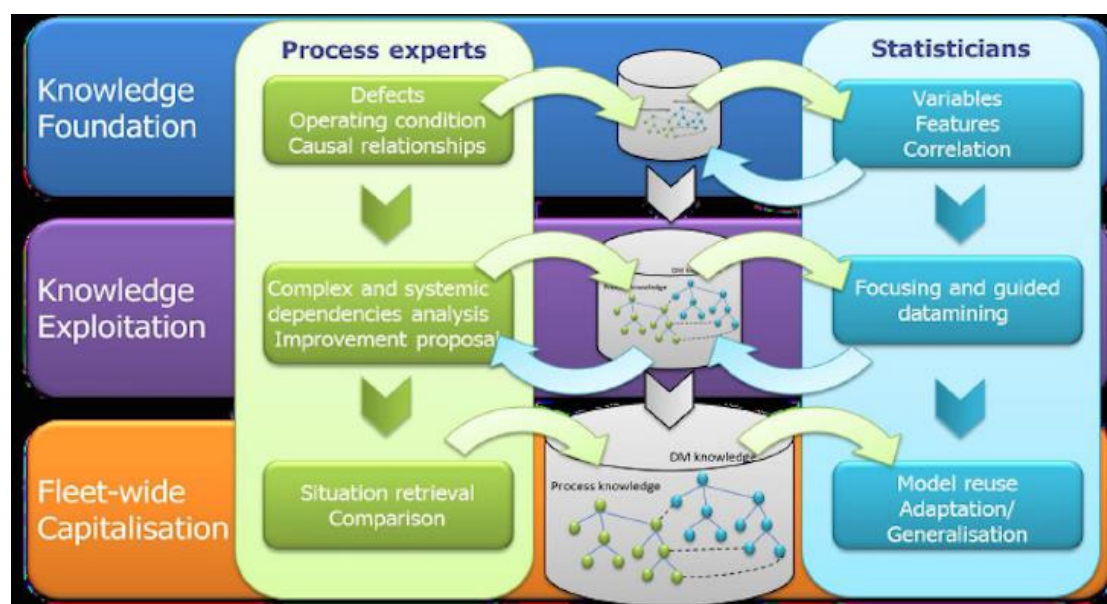 Process experts
Statisticians
Knowledge
Foundation
Defects
Operating condition
Causal relationships
Variables
Features
Correlation
Knowledge
Exploitation
Complex and systemic
dependencies analysis
Improvement proposal
knowledge
Focusing and guided
datamining
Fleet-wide
Capitalisation
Situation retrieval
Comparison
DM knowledge
Process knowledge
Model reuse
Adaptation/
Generalisation